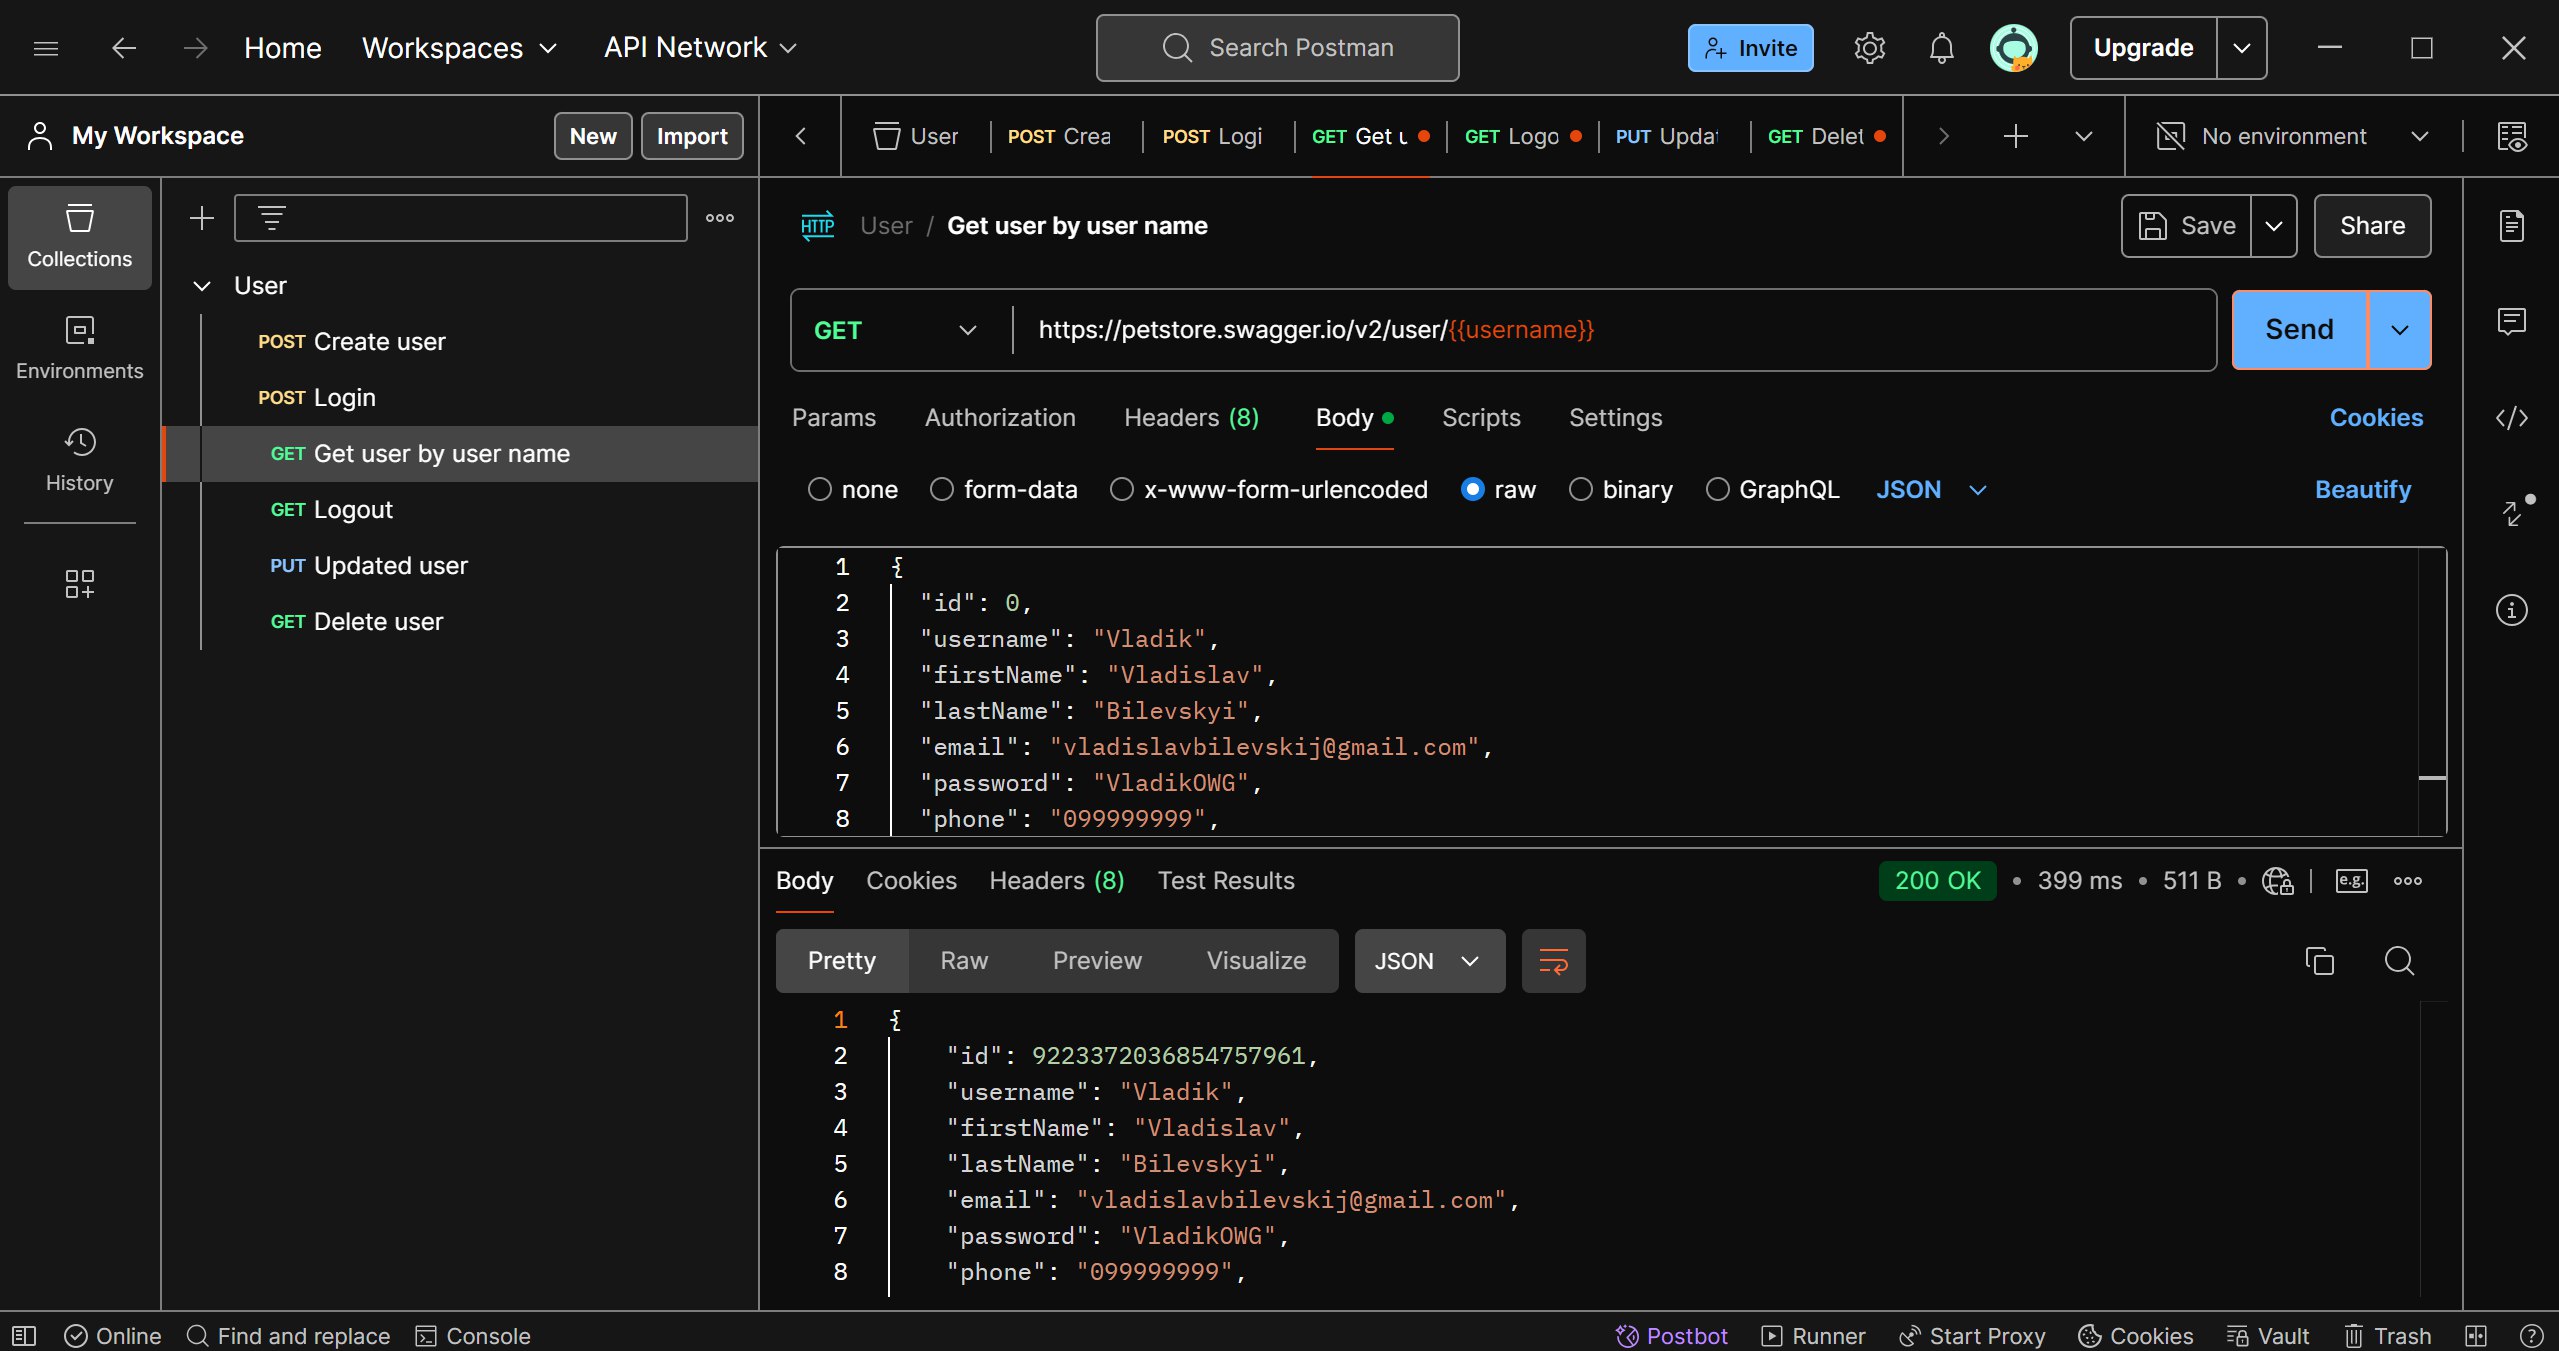 Home Workspaces API Network Search Postman Invite Upgrade
My Workspace New Import User POST Crea POST Logi GET Get u GET Logo PUT Updat GET Delet No environment
Collections
Environments
History
User
POST Create user
POST Login
GET Get user by user name
GET Logout
PUT Updated user
GET Delete user
HTTP User / Get user by user name Save Share
GET https://petstore.swagger.io/v2/user/{{username}} Send
Params Authorization Headers (8) Body Scripts Settings Cookies
none form-data x-www-form-urlencoded raw binary GraphQL JSON Beautify
1 {
2 "id": 0,
3 "username": "Vladik",
4 "firstName": "Vladislav",
5 "lastName": "Bilevskyi",
6 "email": "vladislavbilevskij@gmail.com",
7 "password": "VladikOWG",
8 "phone": "099999999",
Body Cookies Headers (8) Test Results 200 OK • 399 ms • 511 B • e.g.
Pretty Raw Preview Visualize JSON
1 {
2 "id": 9223372036854757961,
3 "username": "Vladik",
4 "firstName": "Vladislav",
5 "lastName": "Bilevskyi",
6 "email": "vladislavbilevskij@gmail.com",
7 "password": "VladikOWG",
8 "phone": "099999999",
Online Find and replace Console Postbot Runner Start Proxy Cookies Vault Trash